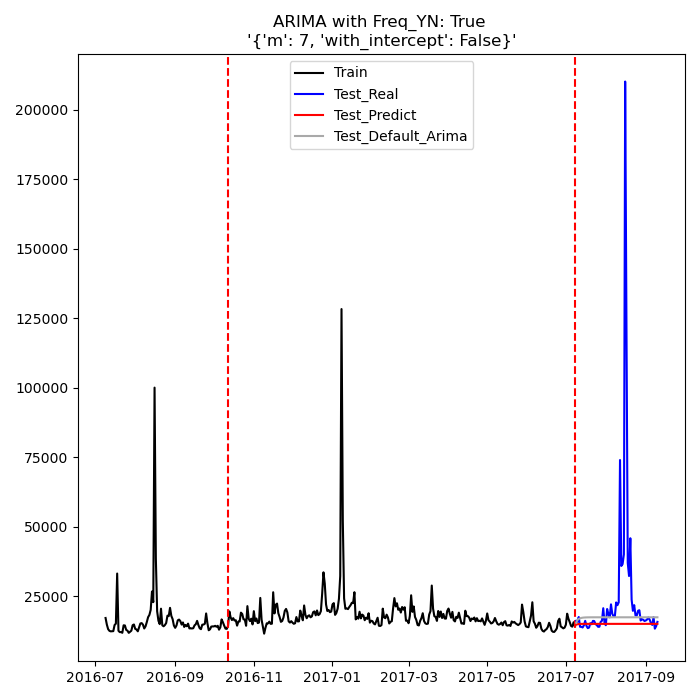 ARIMA with Freq_YN: True
'{'m': 7, 'with_intercept': False}'
Train
Test_Real
Test_Predict
Test_Default_Arima
200000
175000
150000
125000
100000
75000
50000
25000
2016-07 2016-09 2016-11 2017-01 2017-03 2017-05 2017-07 2017-09